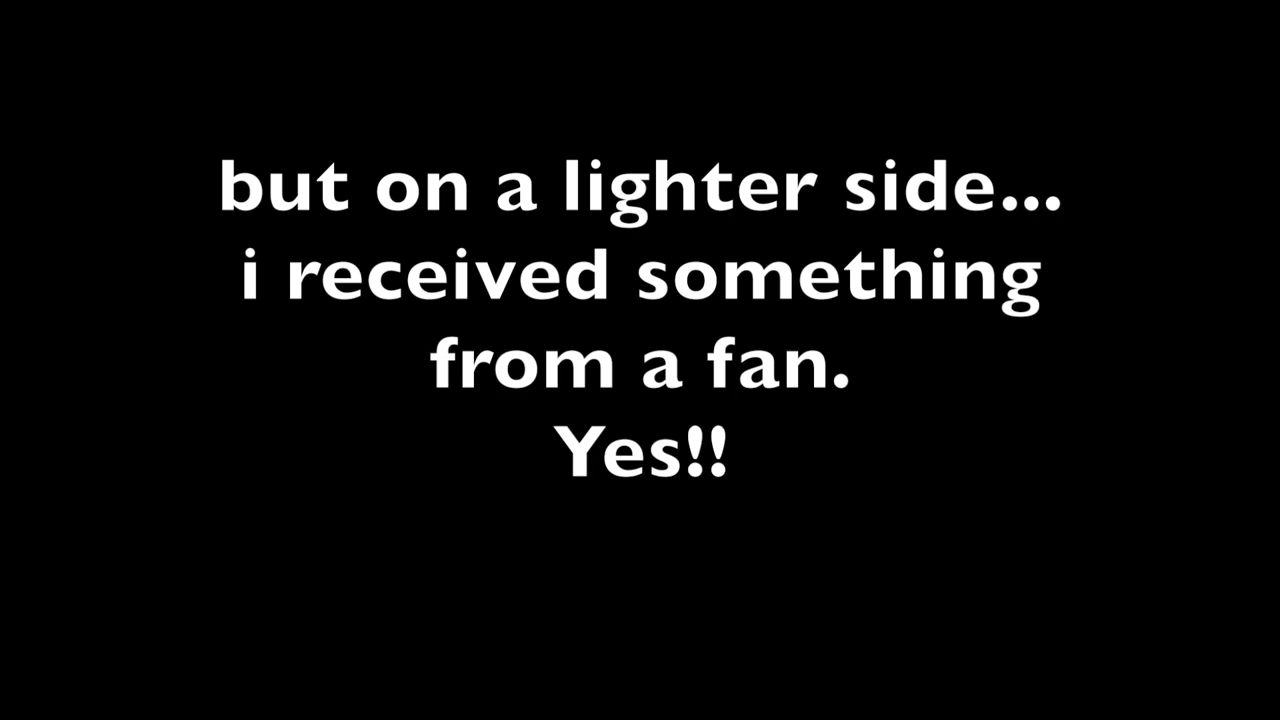 but on a lighter side...
i received something
from a fan.
Yes!!